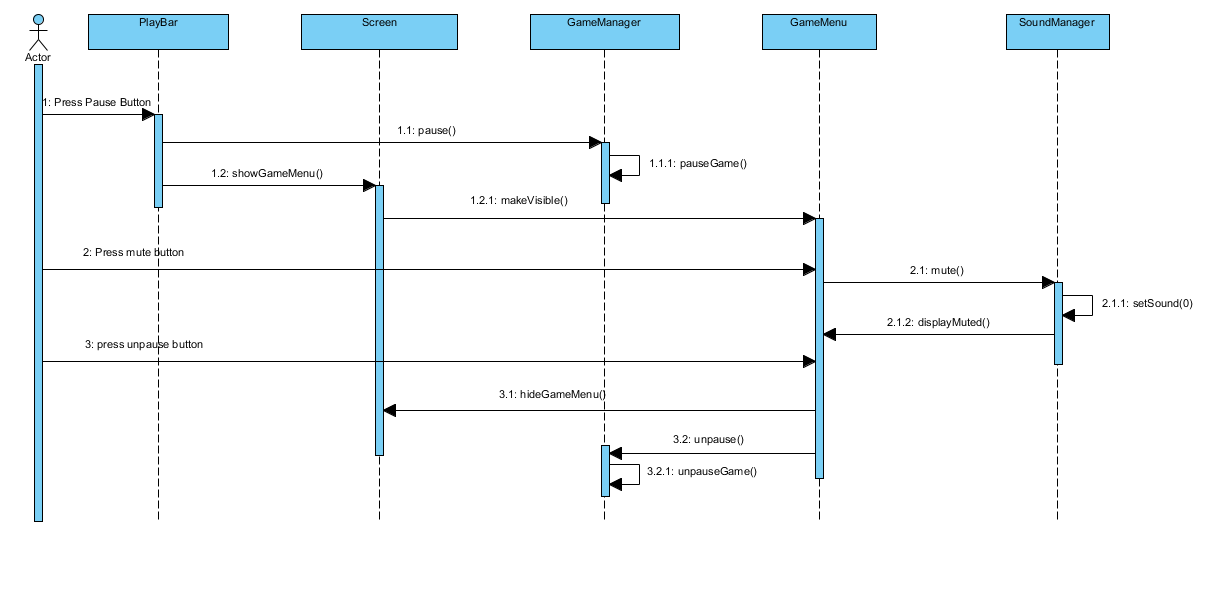 PlayBar
Screen
GameManager
GameMenu
SoundManager
Actor
1: Press Pause Button
1.1: pause()
1.1.1: pauseGame()
1.2: showGameMenu()
1.2.1: makeVisible()
2: Press mute button
2.1: mute()
2.1.1: setSound(0)
2.1.2: displayMuted()
3: press unpause button
3.1: hideGameMenu()
3.2: unpause()
3.2.1: unpauseGame()